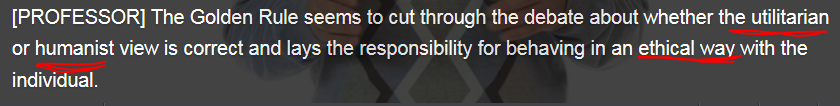 [PROFESSOR] The Golden Rule seems to cut through the debate about whether the utilitarian
or humanist view is correct and lays the responsibility for behaving in an ethical way with the
individual.